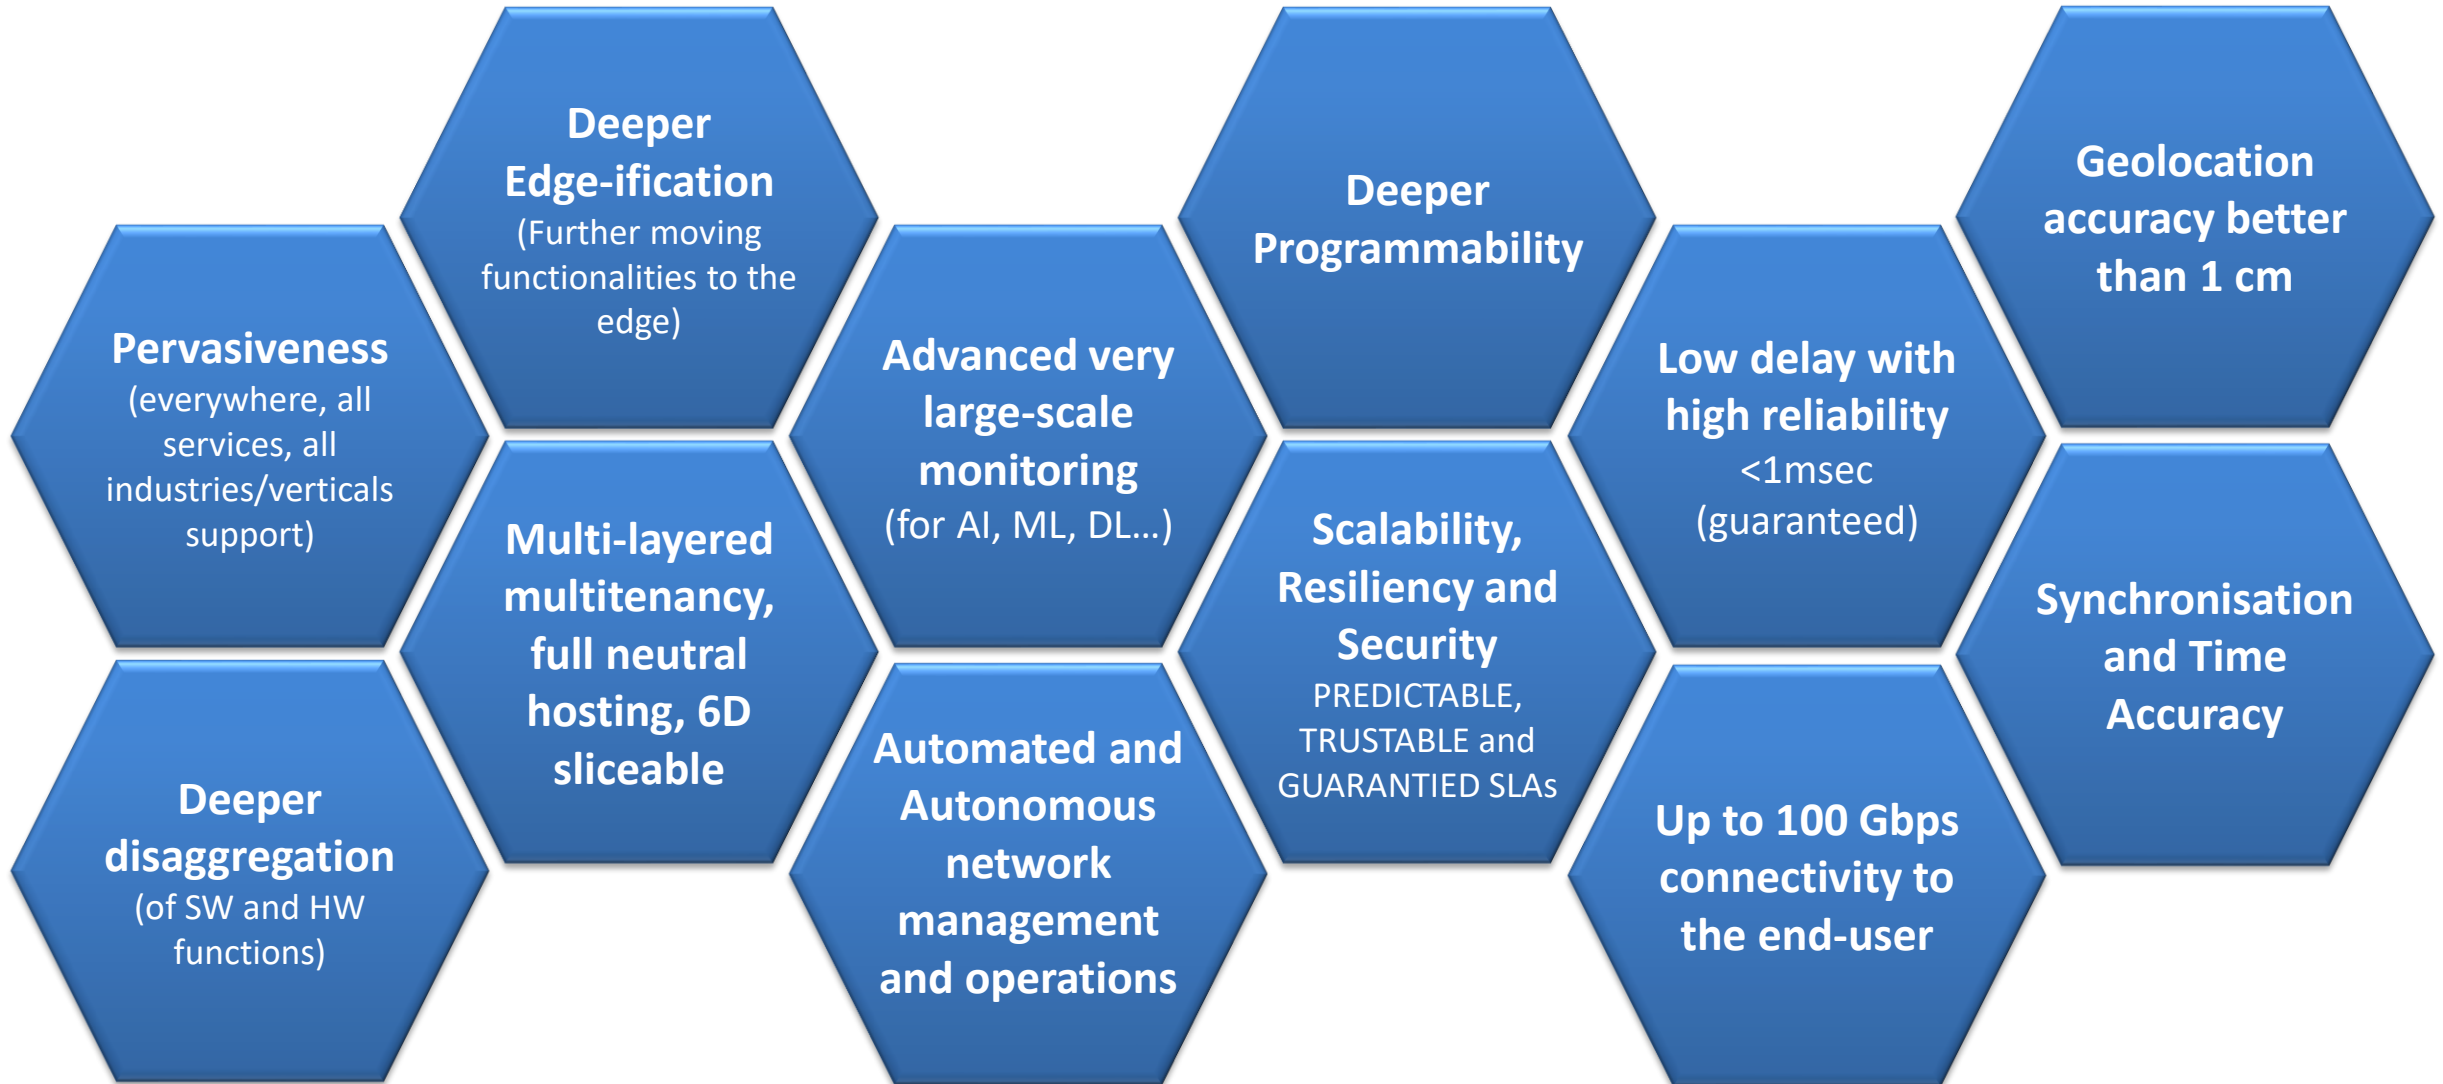 Pervasiveness
(everywhere, all
services, all
industries/verticals
support)
Deeper
disaggregation
(of SW and HW
functions)
Deeper
Edge-ification
(Further moving
functionalities to the
edge)
Multi-layered
multitenancy,
full neutral
hosting, 6D
sliceable
Advanced very
large-scale
monitoring
(for AI, ML, DL...)
Automated and
Autonomous
network
management
and operations
Deeper
Programmability
Scalability,
Resiliency and
Security
PREDICTABLE,
TRUSTABLE and
GUARANTIED SLAs
Low delay with
high reliability
<1msec
(guaranteed)
Up to 100 Gbps
connectivity to
the end-user
Geolocation
accuracy better
than 1 cm
Synchronisation
and Time
Accuracy